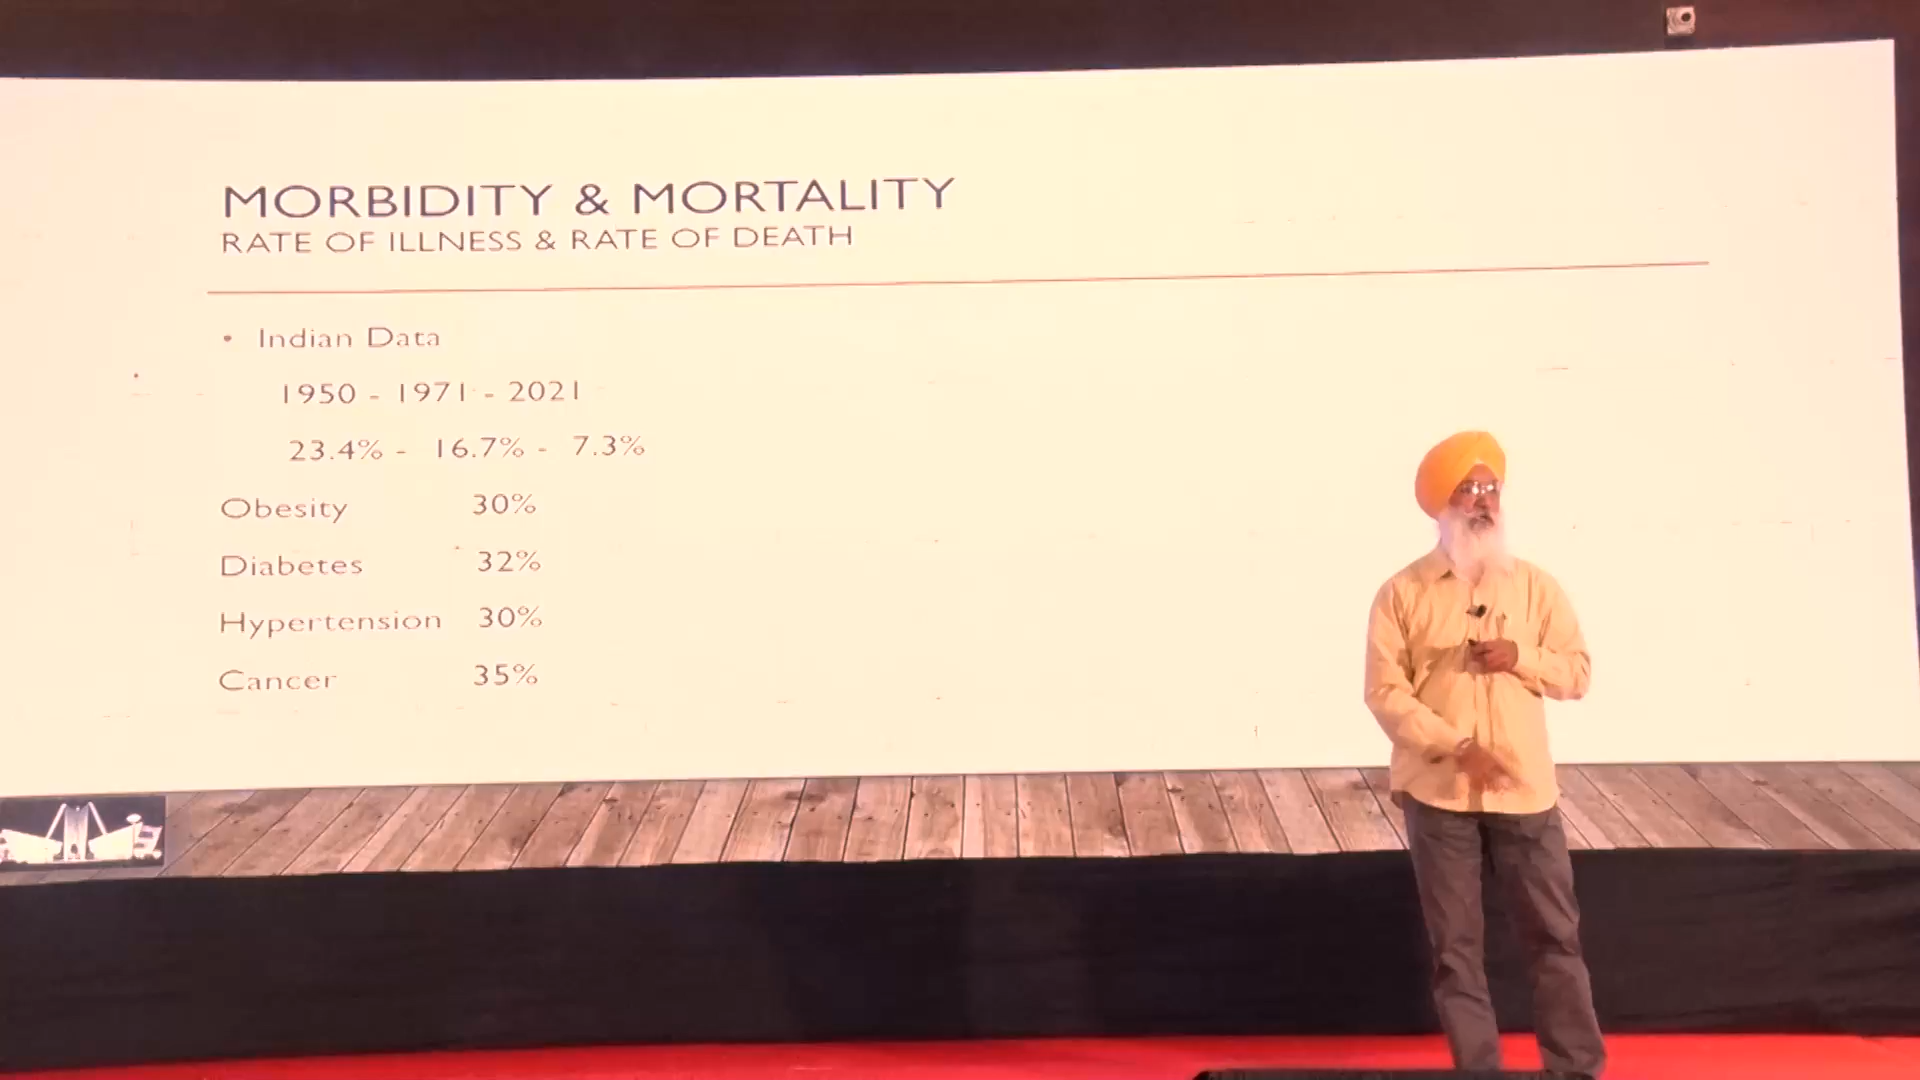 MORBIDITY & MORTALITY
RATE OF ILLNESS & RATE OF DEATH
• Indian Data
1950 - 1971 - 2021
23.4% - 16.7% - 7.3%
Obesity 30%
Diabetes 32%
Hypertension 30%
Cancer 35%